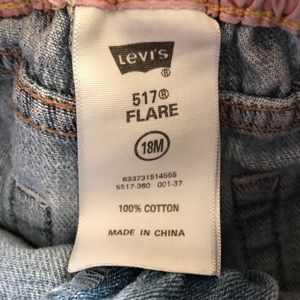 Levi's
®
517® FLARE
18M
633731514555
5517-360 001-37
100% COTTON
MADE IN CHINA